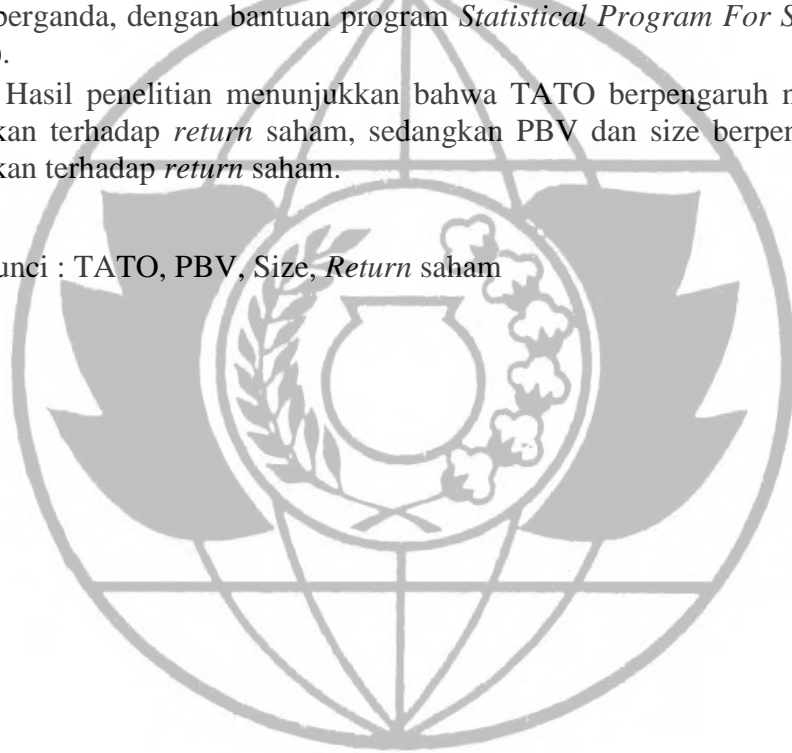 berganda, dengan bantuan program Statistical Program For S
).
Hasil penelitian menunjukkan bahwa TATO berpengaruh
kan terhadap return saham, sedangkan PBV dan size berpen
kan terhadap return saham.
unci : TATO, PBV, Size, Return saham